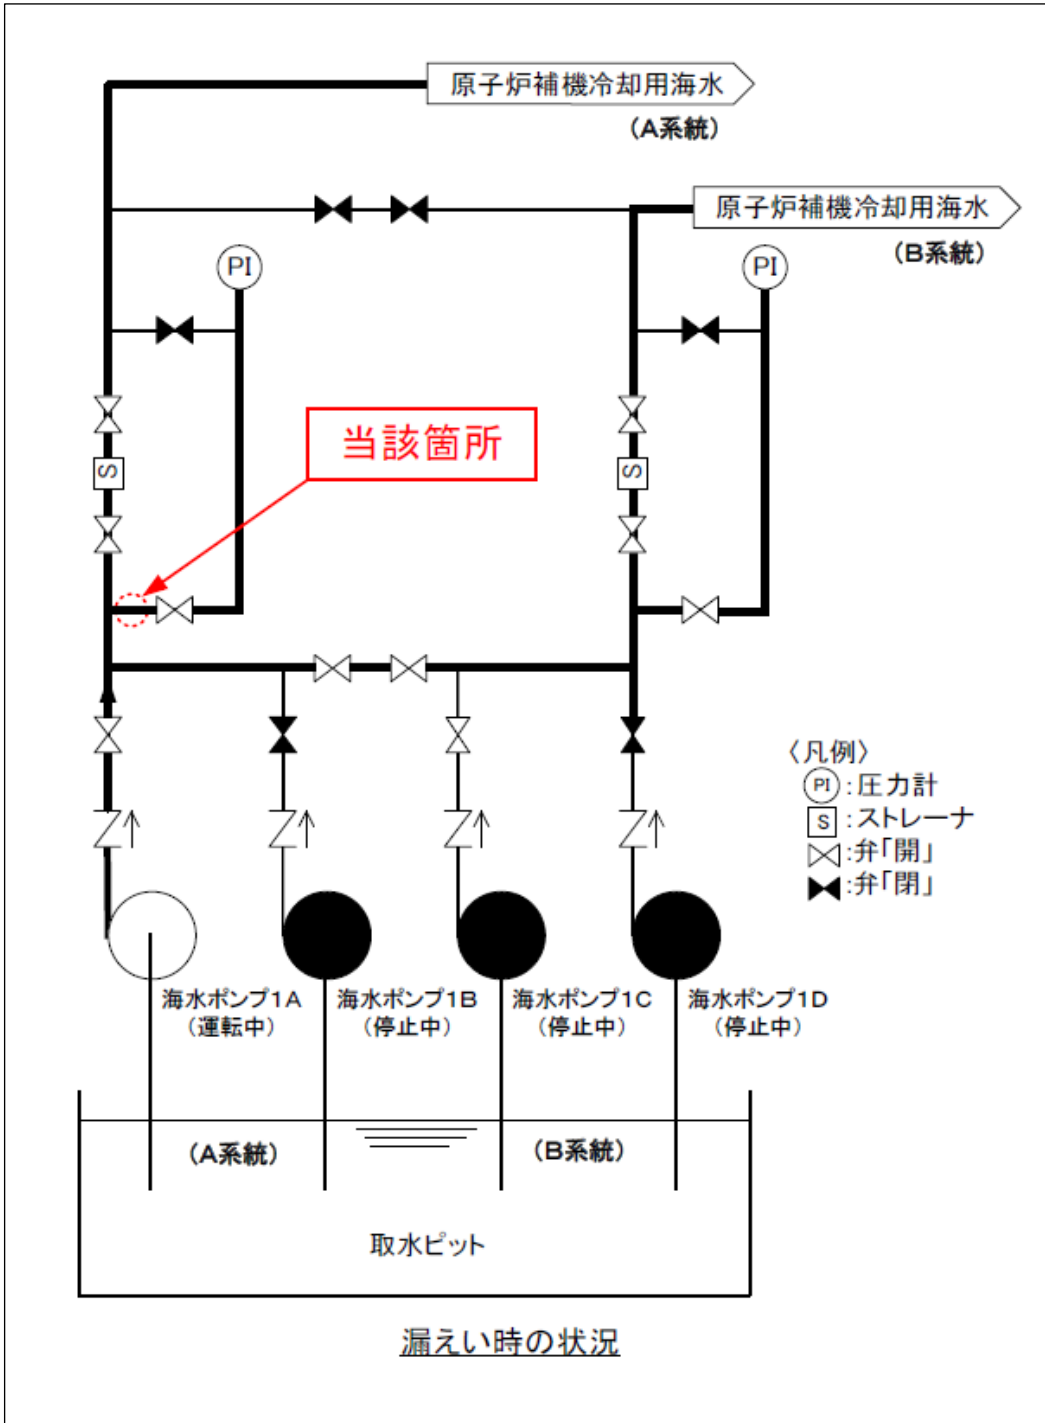 原子炉補機冷却用海水
(A系統)
原子炉補機冷却用海水
(B系統)
PI
PI
当該箇所
S
S
〈凡例〉
PI:圧力計
S:ストレーナ
:弁「開」
:弁「閉」
海水ポンプ1A
(運転中)
海水ポンプ1B
(停止中)
海水ポンプ1C
(停止中)
海水ポンプ1D
(停止中)
(A系統)
(B系統)
取水ピット
漏えい時の状況